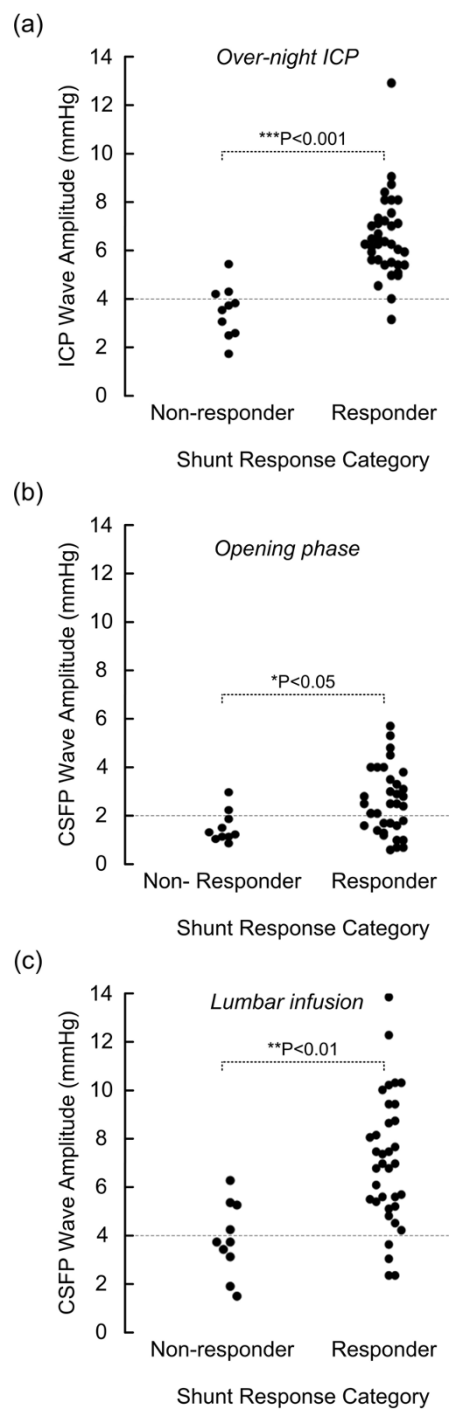 (a)
Over-night ICP
***P<0.001
ICP Wave Amplitude (mmHg)
14
12
10
8
6
4
2
0
Non-responder Responder
Shunt Response Category
(b)
Opening phase
*P<0.05
CSFP Wave Amplitude (mmHg)
14
12
10
8
6
4
2
0
Non- Responder Responder
Shunt Response Category
(c)
Lumbar infusion
**P<0.01
CSFP Wave Amplitude (mmHg)
14
12
10
8
6
4
2
0
Non-responder Responder
Shunt Response Category